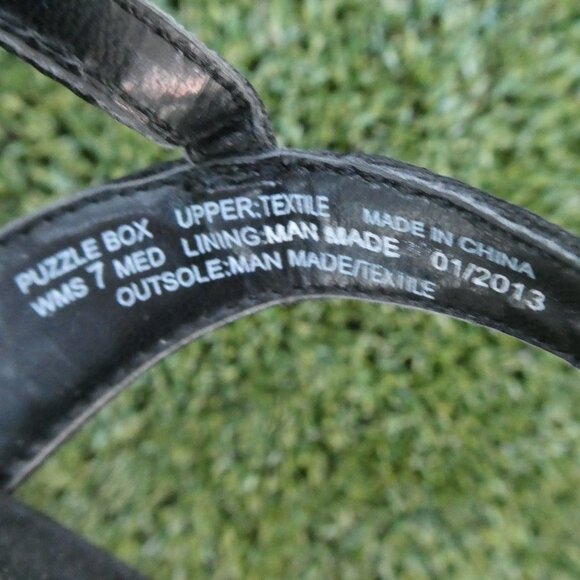 PUZZLE BOX UPPER:TEXTILE MADE IN CHINA
WMS 7 MED LINING:MAN MADE 01/2013
OUTSOLE:MAN MADE/TEXTILE